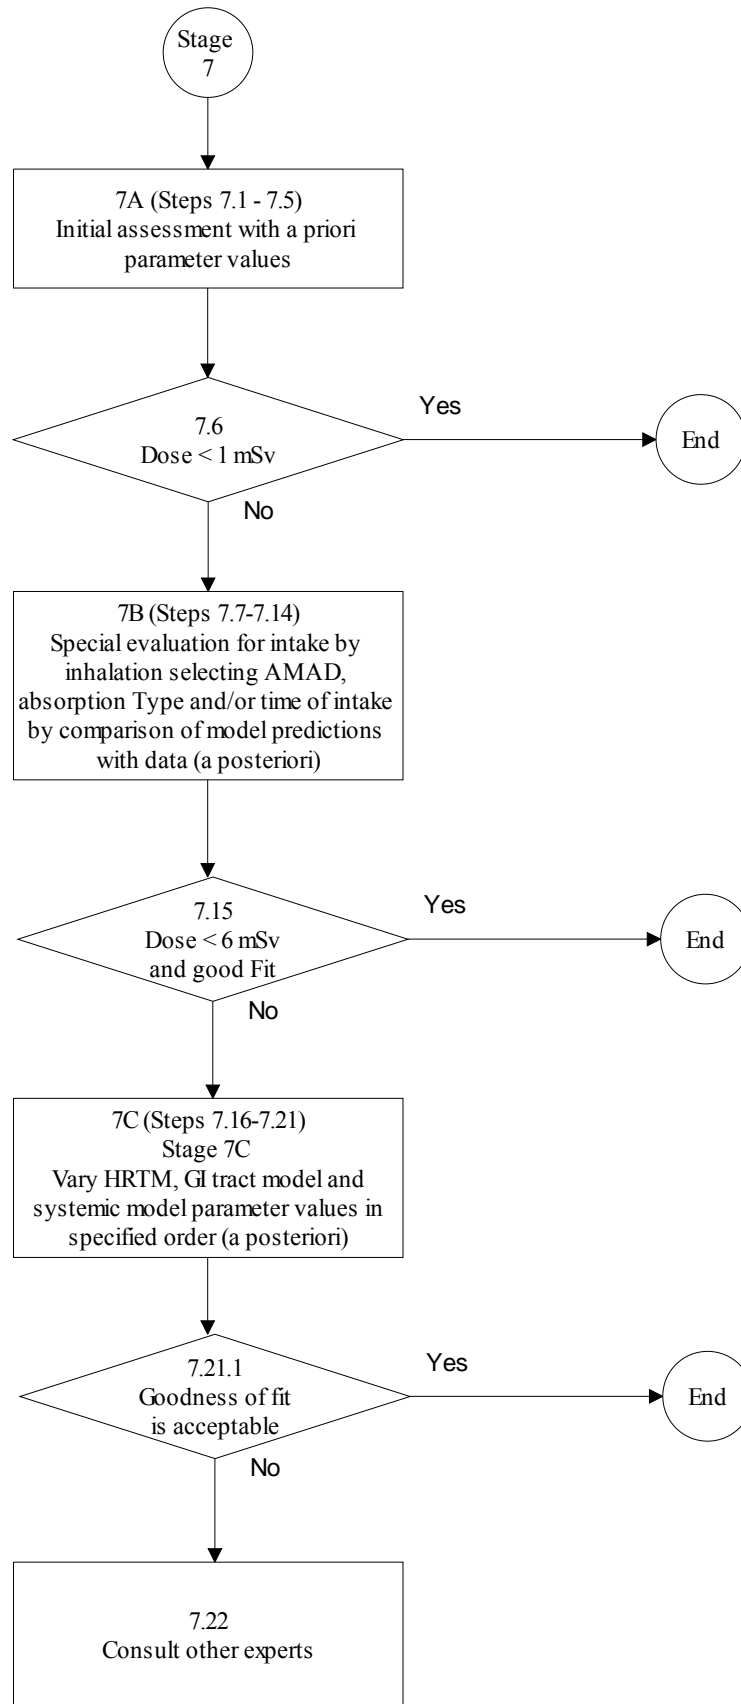 Stage
7
7A (Steps 7.1 - 7.5)
Initial assessment with a priori
parameter values
7.6
Dose < 1 mSv
Yes
End
No
7B (Steps 7.7-7.14)
Special evaluation for intake by
inhalation selecting AMAD,
absorption Type and/or time of intake
by comparison of model predictions
with data (a posteriori)
7.15
Dose < 6 mSv
and good Fit
Yes
End
No
7C (Steps 7.16-7.21)
Stage 7C
Vary HRTM, GI tract model and
systemic model parameter values in
specified order (a posteriori)
7.21.1
Goodness of fit
is acceptable
Yes
End
No
7.22
Consult other experts